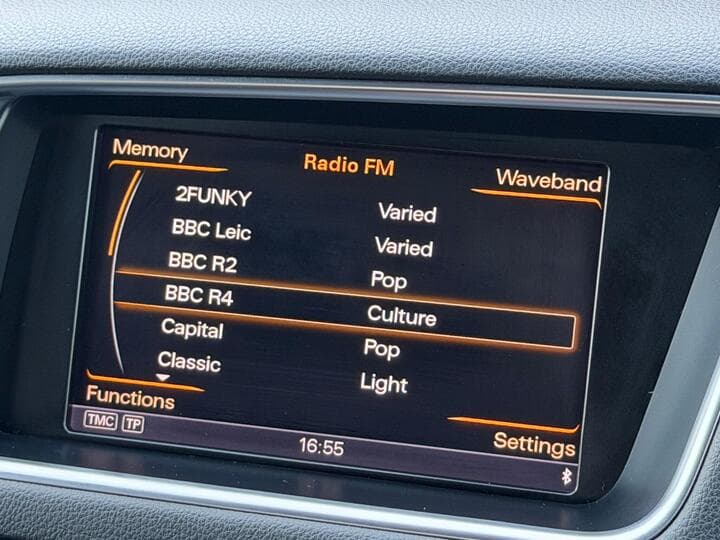 Memory
Radio FM
Waveband
2FUNKY Varied
BBC Leic Varied
BBC R2 Pop
BBC R4 Culture
Capital Pop
Classic Light
Functions
Settings
TMC TP
16:55